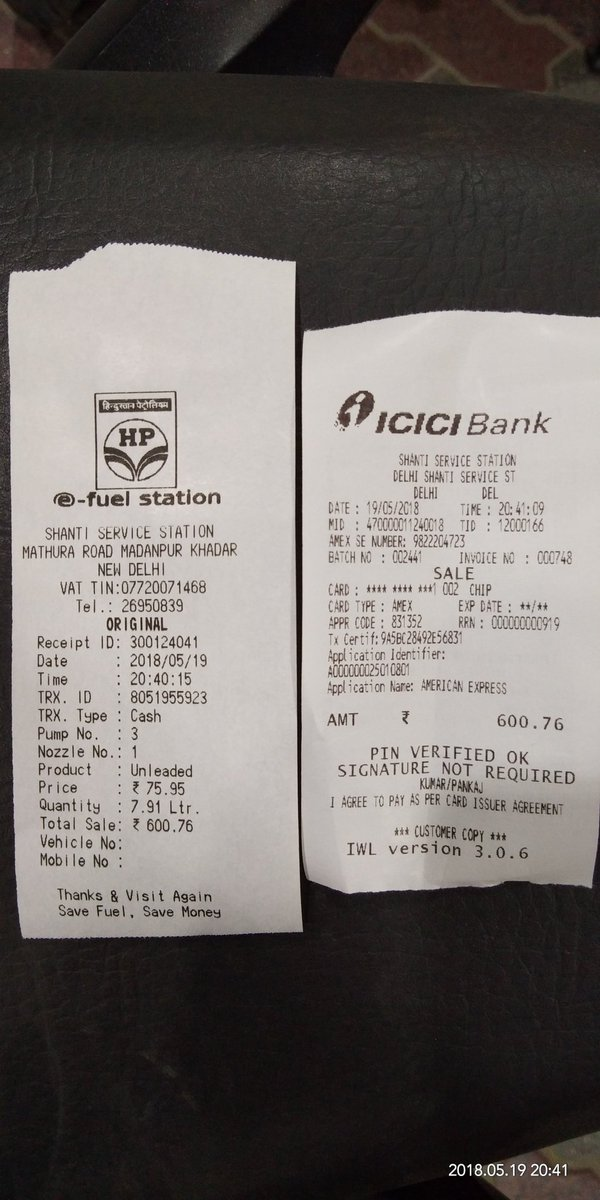 हिन्दुस्तान पेट्रोलियम
HP
e-fuel station
SHANTI SERVICE STATION
MATHURA ROAD MADANPUR KHADAR
NEW DELHI
VAT TIN:07720071468
Tel.: 26950839
ORIGINAL
Receipt ID: 300124041
Date : 2018/05/19
Time : 20:40:15
TRX. ID : 8051955923
TRX. Type : Cash
Pump No. : 3
Nozzle No.: 1
Product : Unleaded
Price : ₹ 75.95
Quantity : 7.91 Ltr.
Total Sale: ₹ 600.76
Vehicle No:
Mobile No :
Thanks & Visit Again
Save Fuel, Save Money
ICICI Bank
SHANTI SERVICE STATION
DELHI SHANTI SERVICE ST
DELHI DEL
DATE : 19/05/2018 TIME : 20:41:09
MID : 470000011240018 TID : 12000166
AMEX SE NUMBER: 9822204723
BATCH NO : 002441 INVOICE NO : 000748
SALE
CARD : **** **** ***1 002 CHIP
CARD TYPE : AMEX EXP DATE : **/**
APPR CODE : 831352 RRN : 000000000919
Tx Certif: 9A5BC28492E56831
Application Identifier:
A000000025010801
Application Name: AMERICAN EXPRESS
AMT ₹ 600.76
PIN VERIFIED OK
SIGNATURE NOT REQUIRED
KUMAR/PANKAJ
I AGREE TO PAY AS PER CARD ISSUER AGREEMENT
*** CUSTOMER COPY ***
IWL version 3.0.6
2018.05.19 20:41